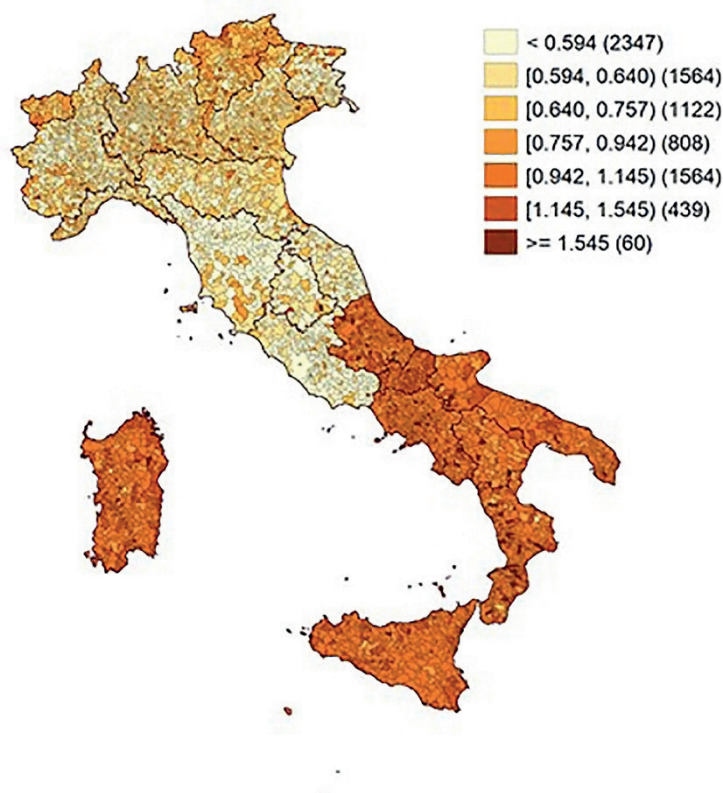 < 0.594 (2347)
[0.594, 0.640) (1564)
[0.640, 0.757) (1122)
[0.757, 0.942) (808)
[0.942, 1.145) (1564)
[1.145, 1.545) (439)
>= 1.545 (60)